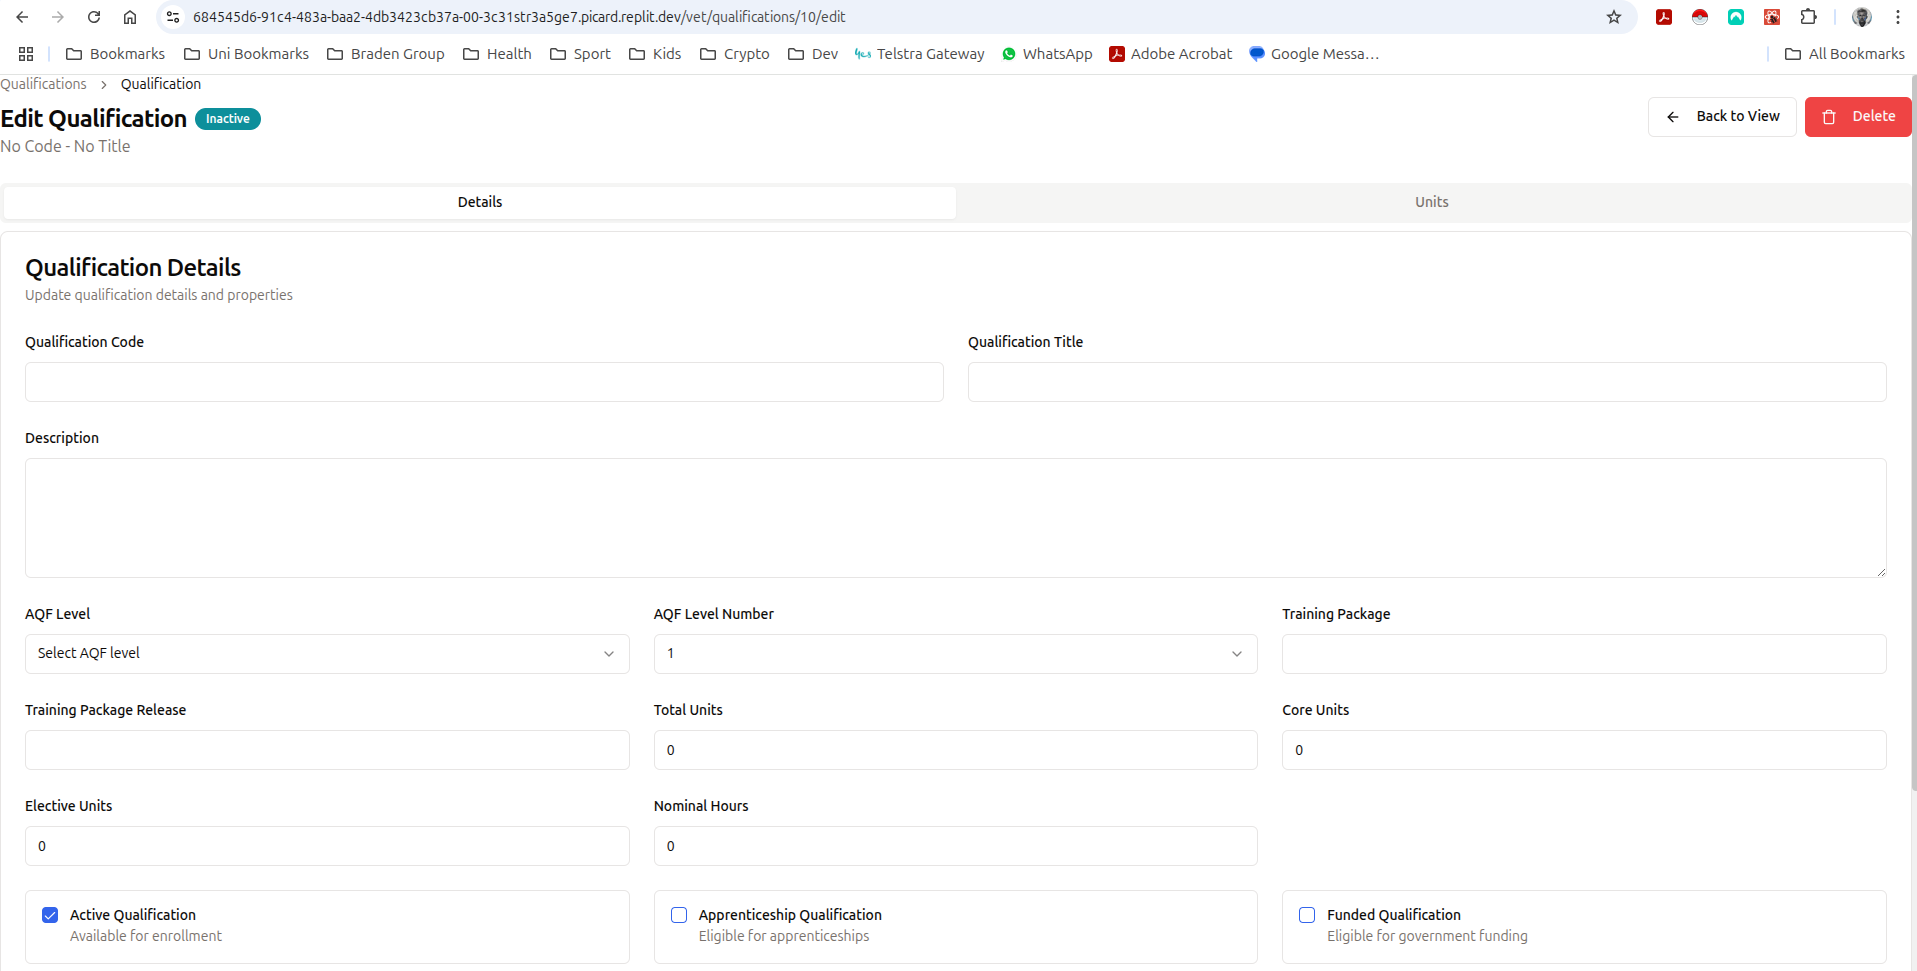 684545d6-91c4-483a-baa2-4db3423cb37a-00-3c31str3a5ge7.picard.replit.dev/vet/qualifications/10/edit
Bookmarks Uni Bookmarks Braden Group Health Sport Kids Crypto Dev yes Telstra Gateway WhatsApp Adobe Acrobat Google Messa... All Bookmarks
Qualifications > Qualification
Edit Qualification Inactive
Back to View Delete
No Code - No Title
Details Units
Qualification Details
Update qualification details and properties
Qualification Code Qualification Title
Description
AQF Level AQF Level Number Training Package
Select AQF level 1
Training Package Release Total Units Core Units
0 0
Elective Units Nominal Hours
0 0
Active Qualification Apprenticeship Qualification Funded Qualification
Available for enrollment Eligible for apprenticeships Eligible for government funding